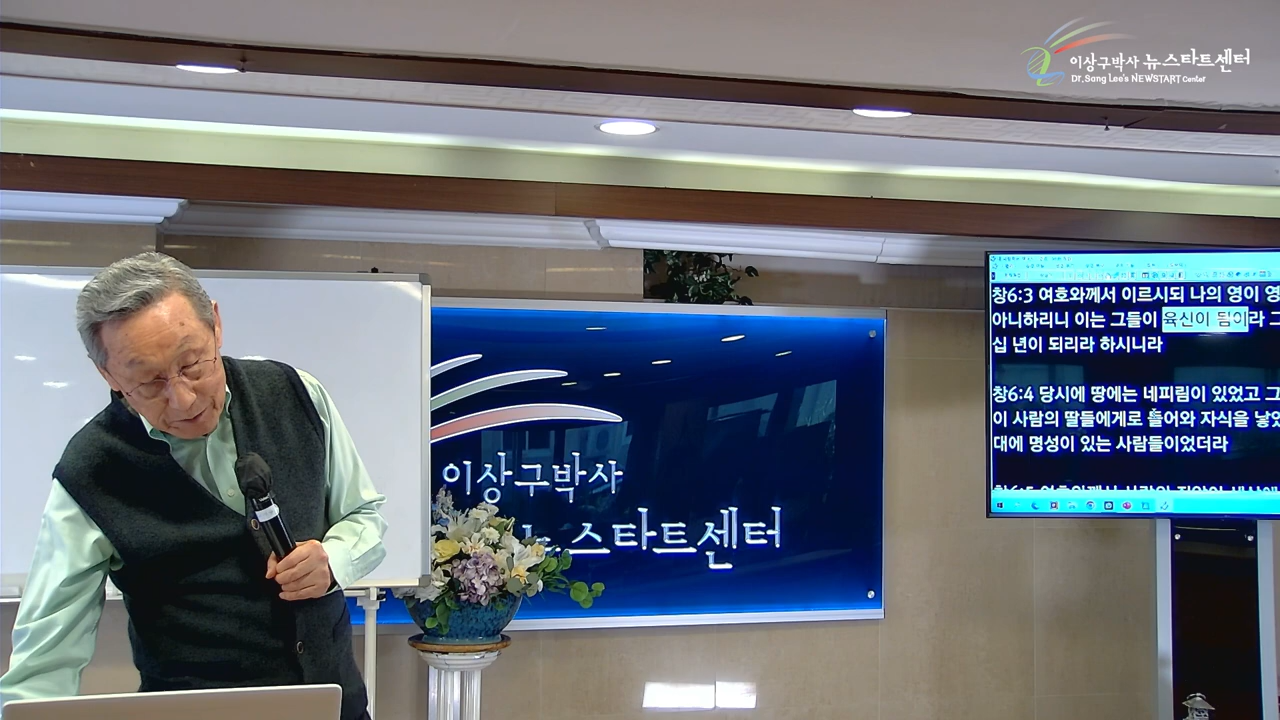 이상구박사 뉴스타트센터
Dr. Sang Lee's NEWSTART Center
이상구박사
스타트센터
창6:3 여호와께서 이르시되 나의 영이 영
아니하리니 이는 그들이 육신이 됨이라 그
십 년이 되리라 하시니라
창6:4 당시에 땅에는 네피림이 있었고 그
이 사람의 딸들에게로 들어와 자식을 낳았
대에 명성이 있는 사람들이었더라